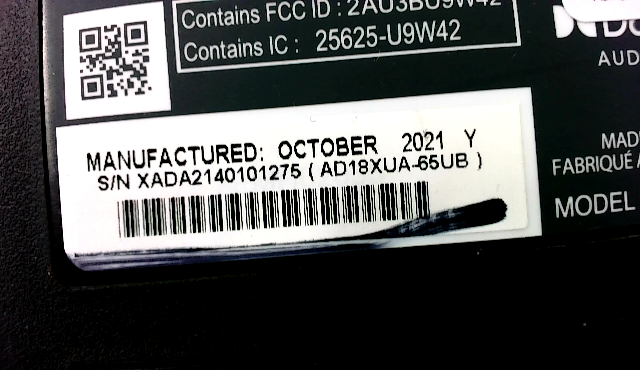 Contains FCC ID : 2AU3BU9W42
Contains IC : 25625-U9W42
AUD
MANUFACTURED: OCTOBER 2021 Y
S/N XADA2140101275 ( AD18XUA-65UB )
MAD
FABRIQUÉ A
MODEL